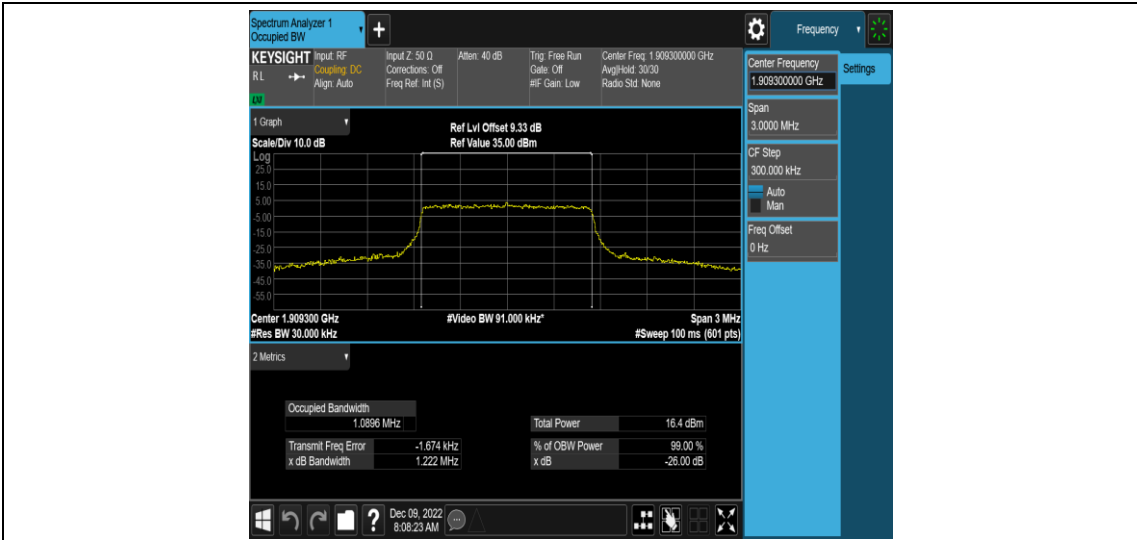 Spectrum Analyzer 1
Occupied BW
+
Frequency
KEYSIGHT
RL
LXI
Input: RF
Coupling: DC
Align: Auto
Input Z: 50 Ω
Corrections: Off
Freq Ref: Int (S)
Atten: 40 dB
Trig: Free Run
Gate: Off
#IF Gain: Low
Center Freq: 1.909300000 GHz
Avg|Hold: 30/30
Radio Std: None
Center Frequency
1.909300000 GHz
Settings
Span
3.0000 MHz
CF Step
300.000 kHz
Auto
Man
Freq Offset
0 Hz
1 Graph
Scale/Div 10.0 dB
Ref Lvl Offset 9.33 dB
Ref Value 35.00 dBm
Log
25.0
15.0
5.00
-5.00
-15.0
-25.0
-35.0
-45.0
-55.0
Center 1.909300 GHz
#Res BW 30.000 kHz
#Video BW 91.000 kHz*
Span 3 MHz
#Sweep 100 ms (601 pts)
2 Metrics
Occupied Bandwidth
1.0896 MHz
Total Power 16.4 dBm
Transmit Freq Error -1.674 kHz
% of OBW Power 99.00 %
x dB Bandwidth 1.222 MHz
x dB -26.00 dB
?
Dec 09, 2022
8:08:23 AM